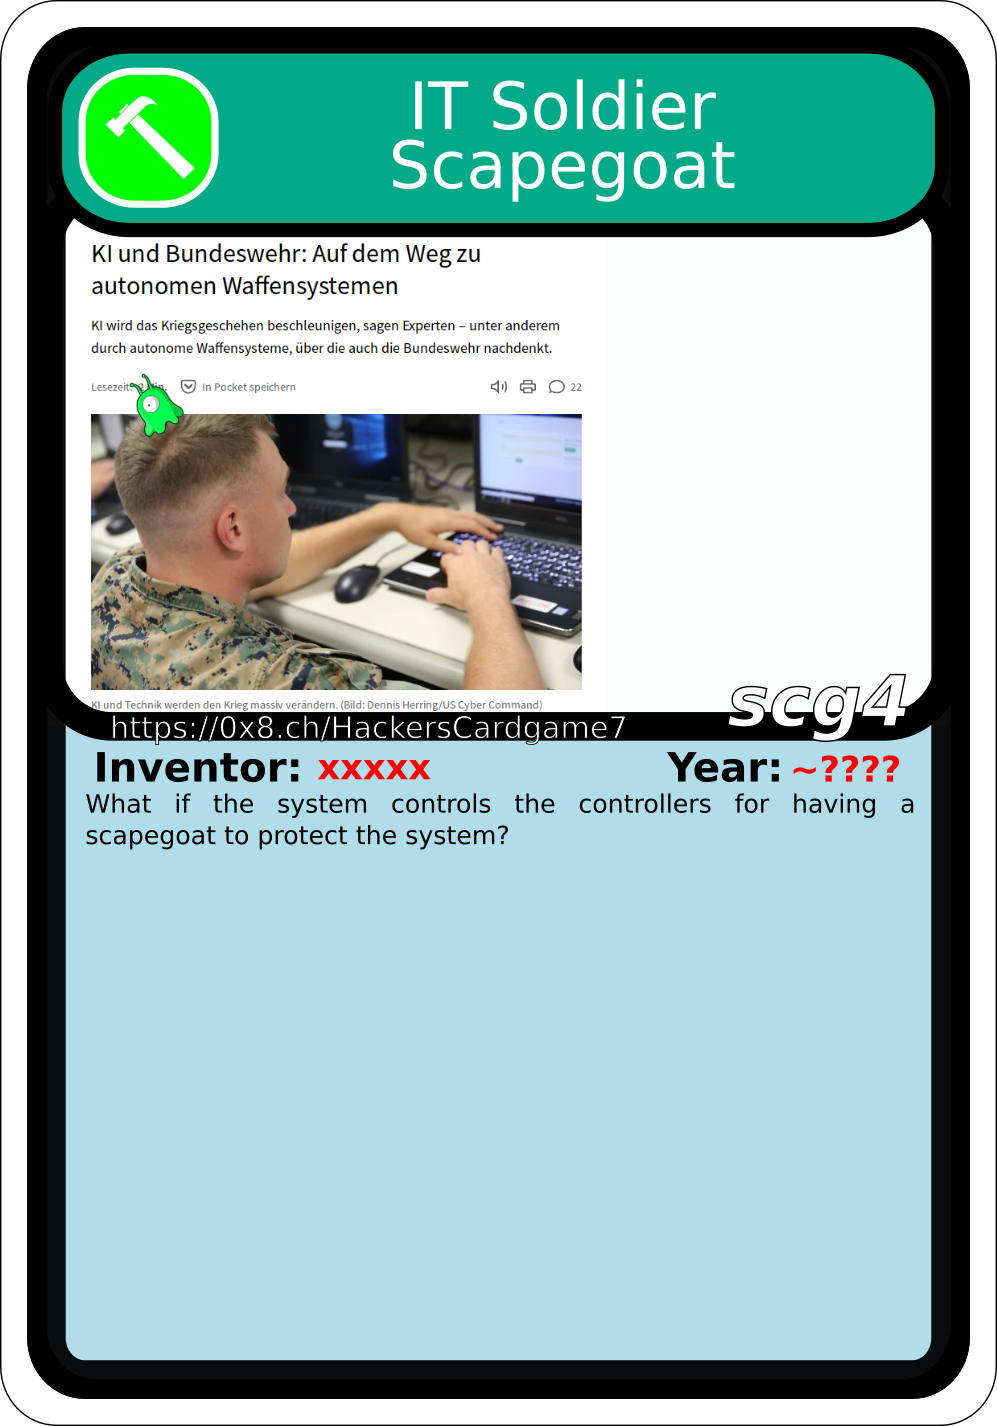 IT Soldier
Scapegoat
KI und Bundeswehr: Auf dem Weg zu
autonomen Waffensystemen
KI wird das Kriegsgeschehen beschleunigen, sagen Experten – unter anderem
durch autonome Waffensysteme, über die auch die Bundeswehr nachdenkt.
Lesezeit: 2 Min. In Pocket speichern 22
KI und Technik werden den Krieg massiv verändern. (Bild: Dennis Herring/US Cyber Command)
scg4
https://0x8.ch/HackersCardgame7
Inventor: xxxxx Year: ~????
What if the system controls the controllers for having a
scapegoat to protect the system?